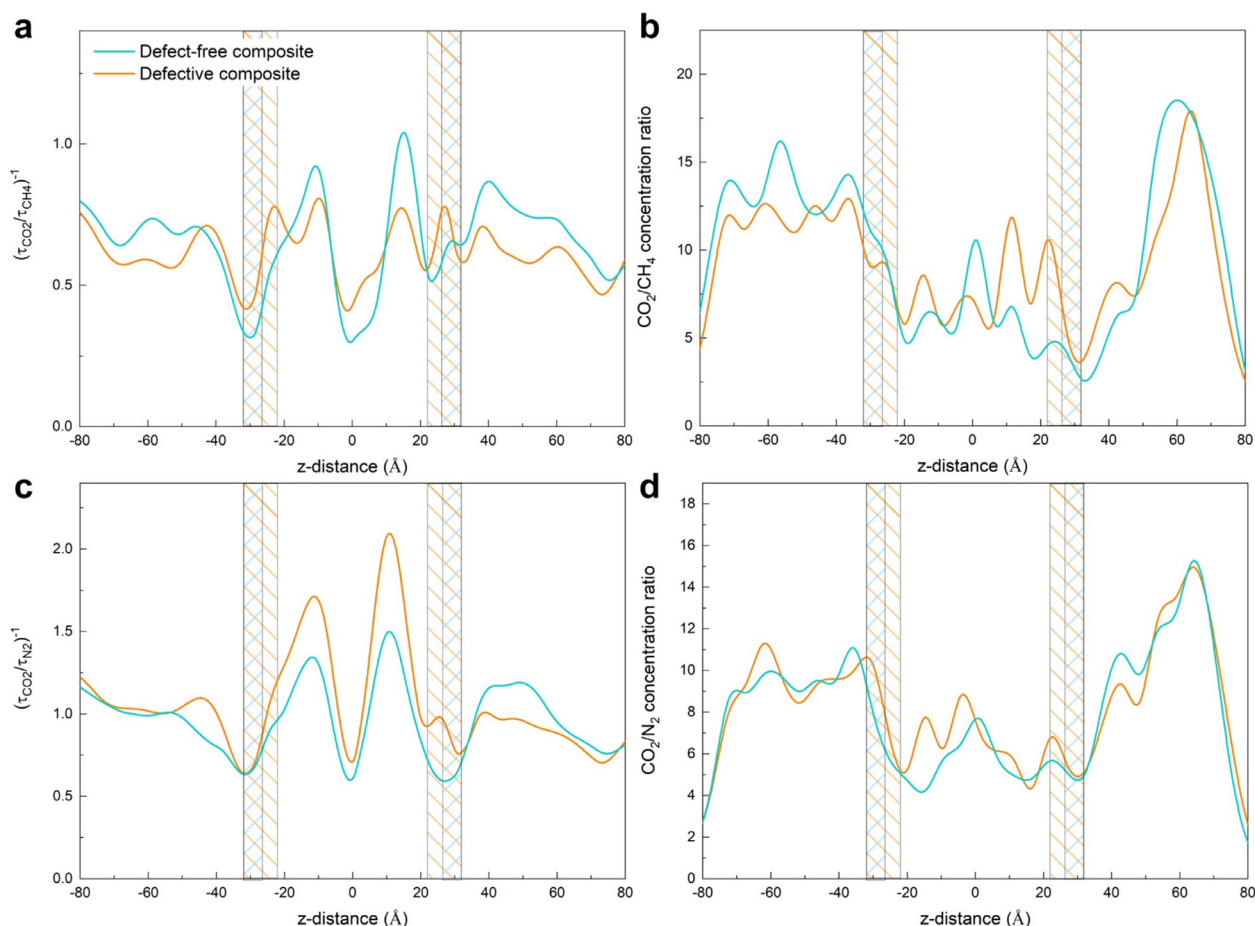 a
Defect-free composite
Defective composite
(τCO2/τCH4)⁻¹
1.0
0.5
0.0
-80 -60 -40 -20 0 20 40 60 80
z-distance (Å)
b
CO₂/CH₄ concentration ratio
20
15
10
5
0
-80 -60 -40 -20 0 20 40 60 80
z-distance (Å)
c
(τCO2/τN2)⁻¹
2.0
1.5
1.0
0.5
0.0
-80 -60 -40 -20 0 20 40 60 80
z-distance (Å)
d
CO₂/N₂ concentration ratio
18
16
14
12
10
8
6
4
2
0
-80 -60 -40 -20 0 20 40 60 80
z-distance (Å)